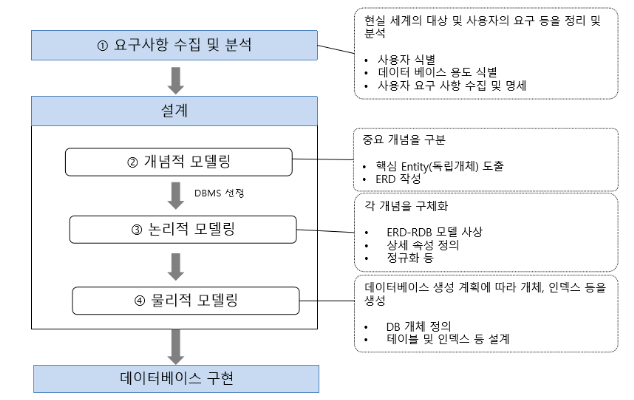 ① 요구사항 수집 및 분석
현실 세계의 대상 및 사용자의 요구 등을 정리 및
분석
• 사용자 식별
• 데이터 베이스 용도 식별
• 사용자 요구 사항 수집 및 명세
설계
② 개념적 모델링
중요 개념을 구분
• 핵심 Entity(독립개체) 도출
• ERD 작성
DBMS 선정
③ 논리적 모델링
각 개념을 구체화
• ERD-RDB 모델 사상
• 상세 속성 정의
• 정규화 등
④ 물리적 모델링
데이터베이스 생성 계획에 따라 개체, 인덱스 등을
생성
• DB 개체 정의
• 테이블 및 인덱스 등 설계
데이터베이스 구현